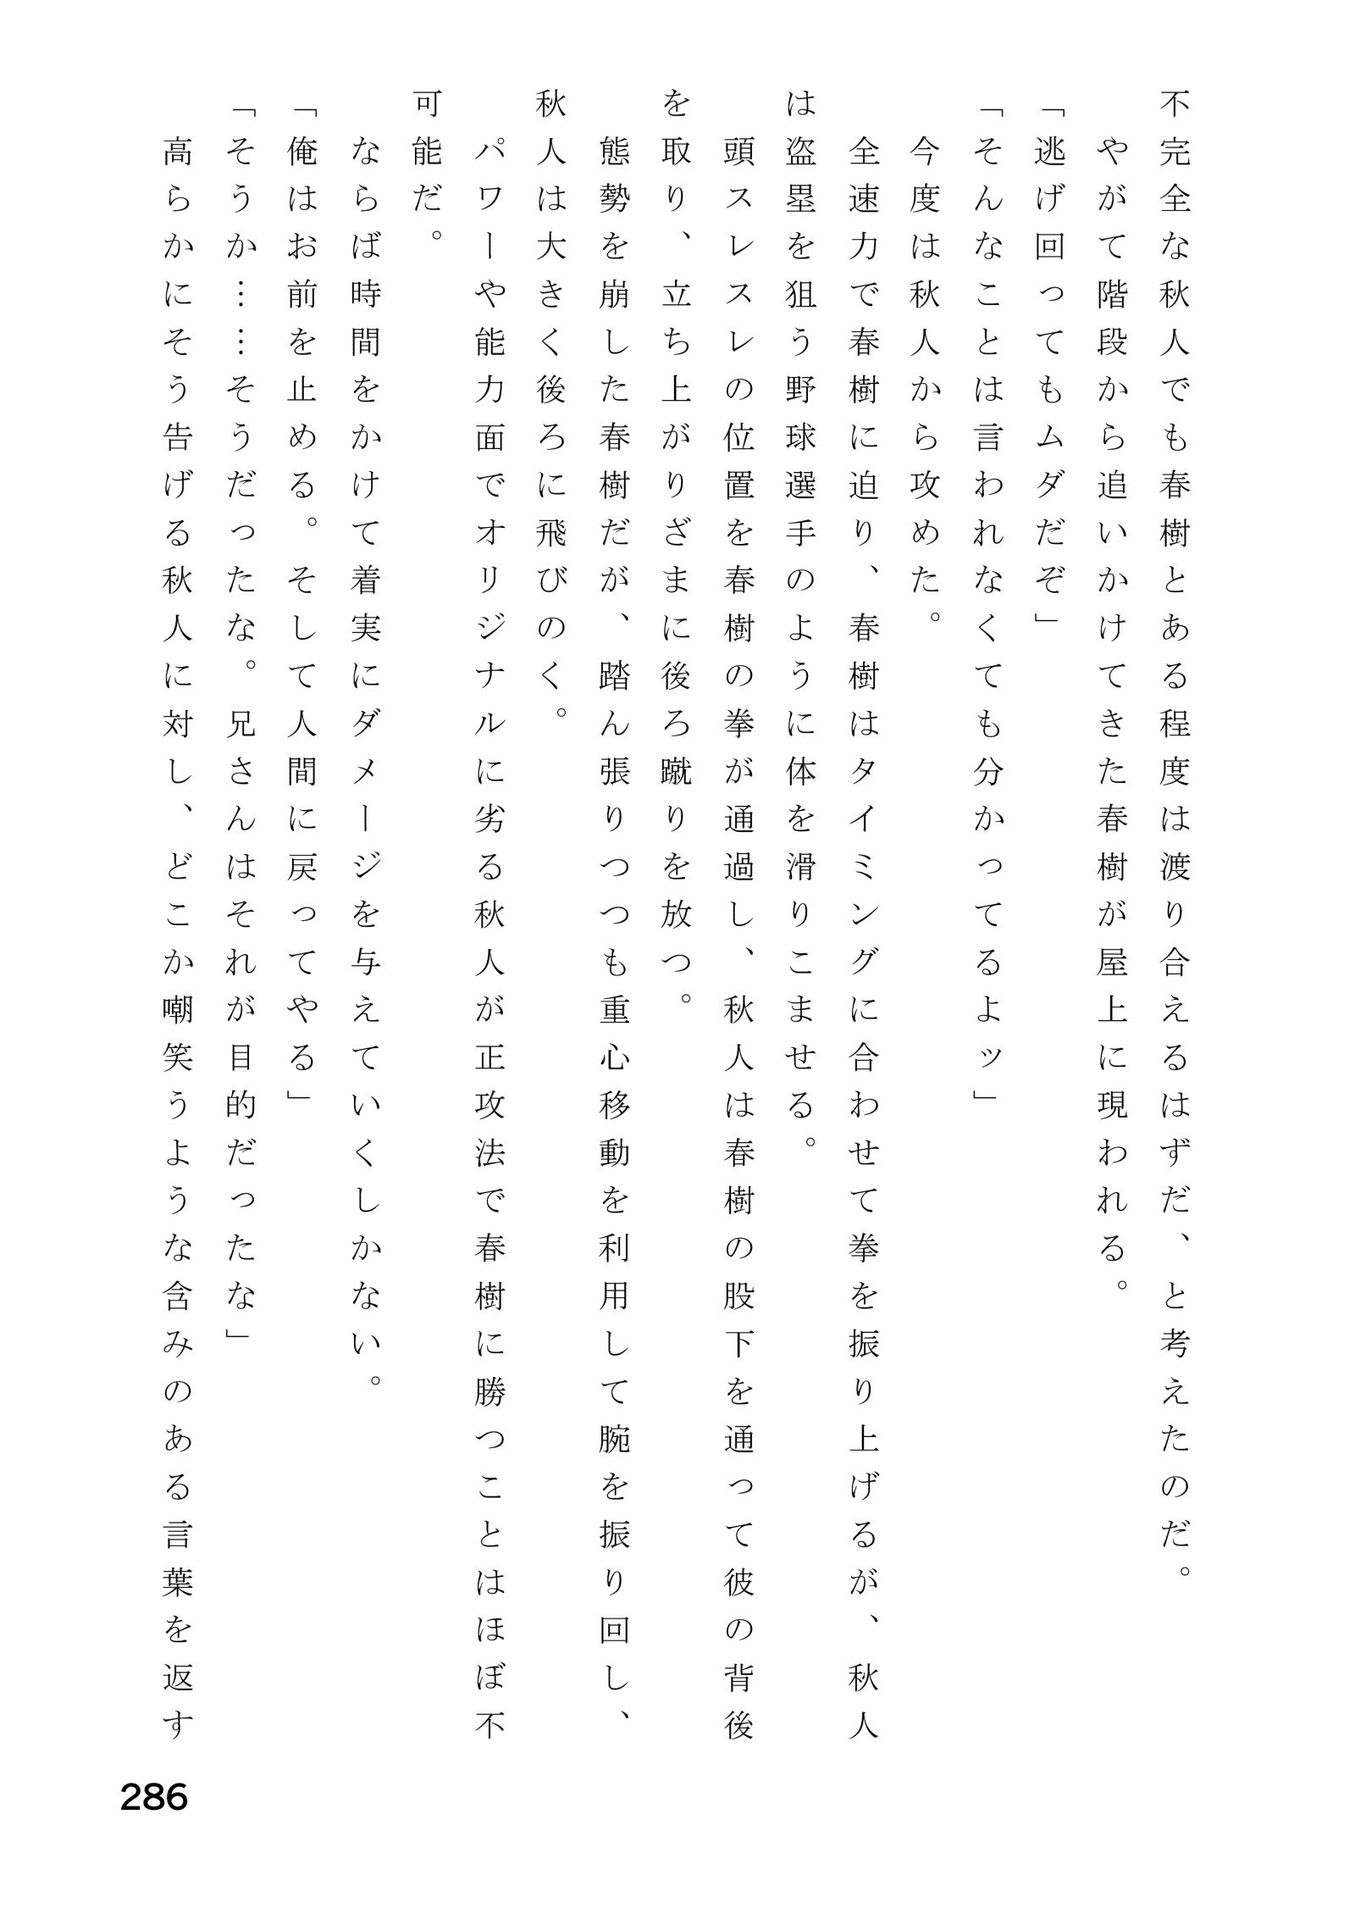 不完全な秋人でも春樹とある程度は渡り合えるはずだ、と考えたのだ。
　やがて階段から追いかけてきた春樹が屋上に現われる。
「逃げ回ってもムダだぞ」
「そんなことは言われなくても分かってるよッ」
　今度は秋人から攻めた。
　全速力で春樹に迫り、春樹はタイミングに合わせて拳を振り上げるが、秋人
は盗塁を狙う野球選手のように体を滑りこませる。
　頭スレスレの位置を春樹の拳が通過し、秋人は春樹の股下を通って彼の背後
を取り、立ち上がりざまに後ろ蹴りを放つ。
　態勢を崩した春樹だが、踏ん張りつつも重心移動を利用して腕を振り回し、
秋人は大きく後ろに飛びのく。
　パワーや能力面でオリジナルに劣る秋人が正攻法で春樹に勝つことはほぼ不
可能だ。
　ならば時間をかけて着実にダメージを与えていくしかない。
「俺はお前を止める。そして人間に戻ってやる」
「そうか……そうだったな。兄さんはそれが目的だったな」
　高らかにそう告げる秋人に対し、どこか嘲笑うような含みのある言葉を返す
286